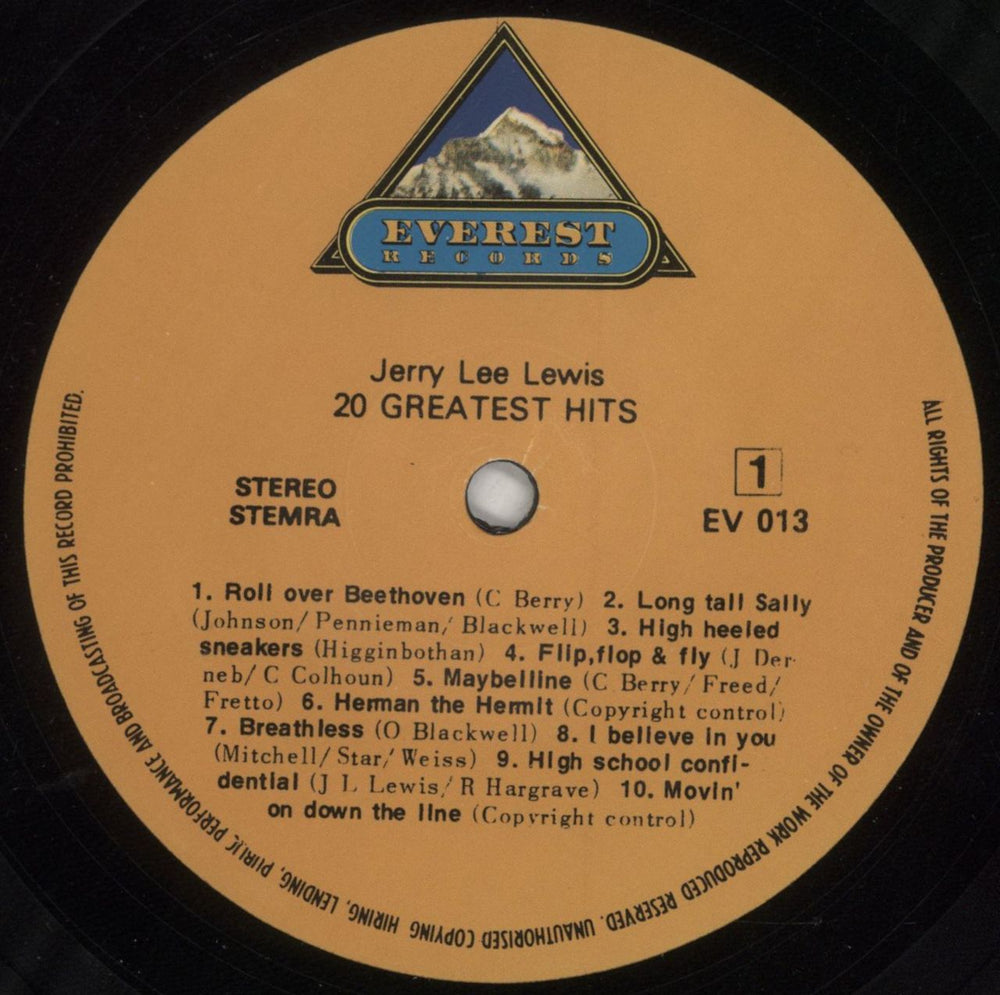 EVEREST
RECORDS
Jerry Lee Lewis
20 GREATEST HITS
STEREO
STEMRA
1
EV 013
1. Roll over Beethoven (C Berry) 2. Long tall Sally
(Johnson/ Pennieman/ Blackwell) 3. High heeled
sneakers (Higginbothan) 4. Flip,flop & fly (J Der-
neb/ C Colhoun) 5. Maybelline (C Berry/ Freed/
Fretto) 6. Herman the Hermit (Copyright control)
7. Breathless (O Blackwell) 8. I believe in you
(Mitchell/ Star/ Weiss) 9. High school confi-
dential (J L Lewis/ R Hargrave) 10. Movin'
on down the line (Copyright control)
ALL RIGHTS OF THE PRODUCER AND OF THE OWNER OF THE WORK REPRODUCED RESERVED. UNAUTHORISED COPYING HIRING, LENDING, PUBLIC PERFORMANCE AND BROADCASTING OF THIS RECORD PROHIBITED.